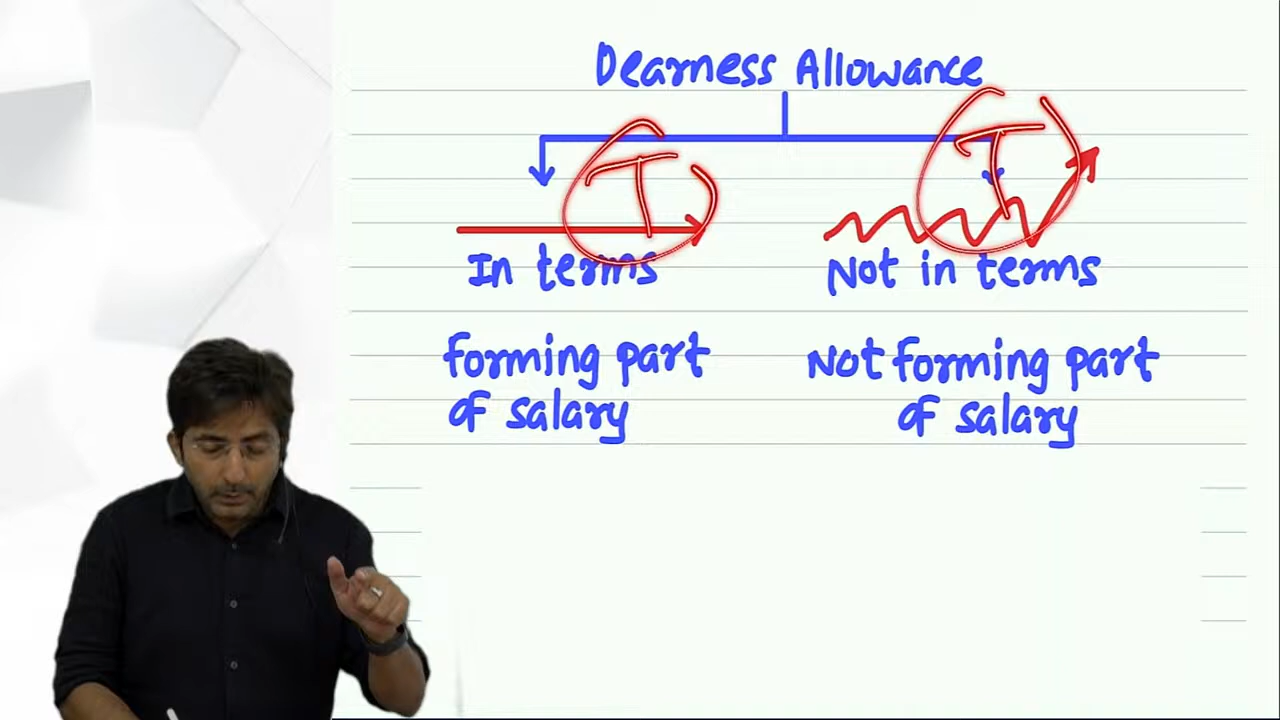 Dearness Allowance
T
T
In terms
Not in terms
forming part
of salary
Not forming part
of salary